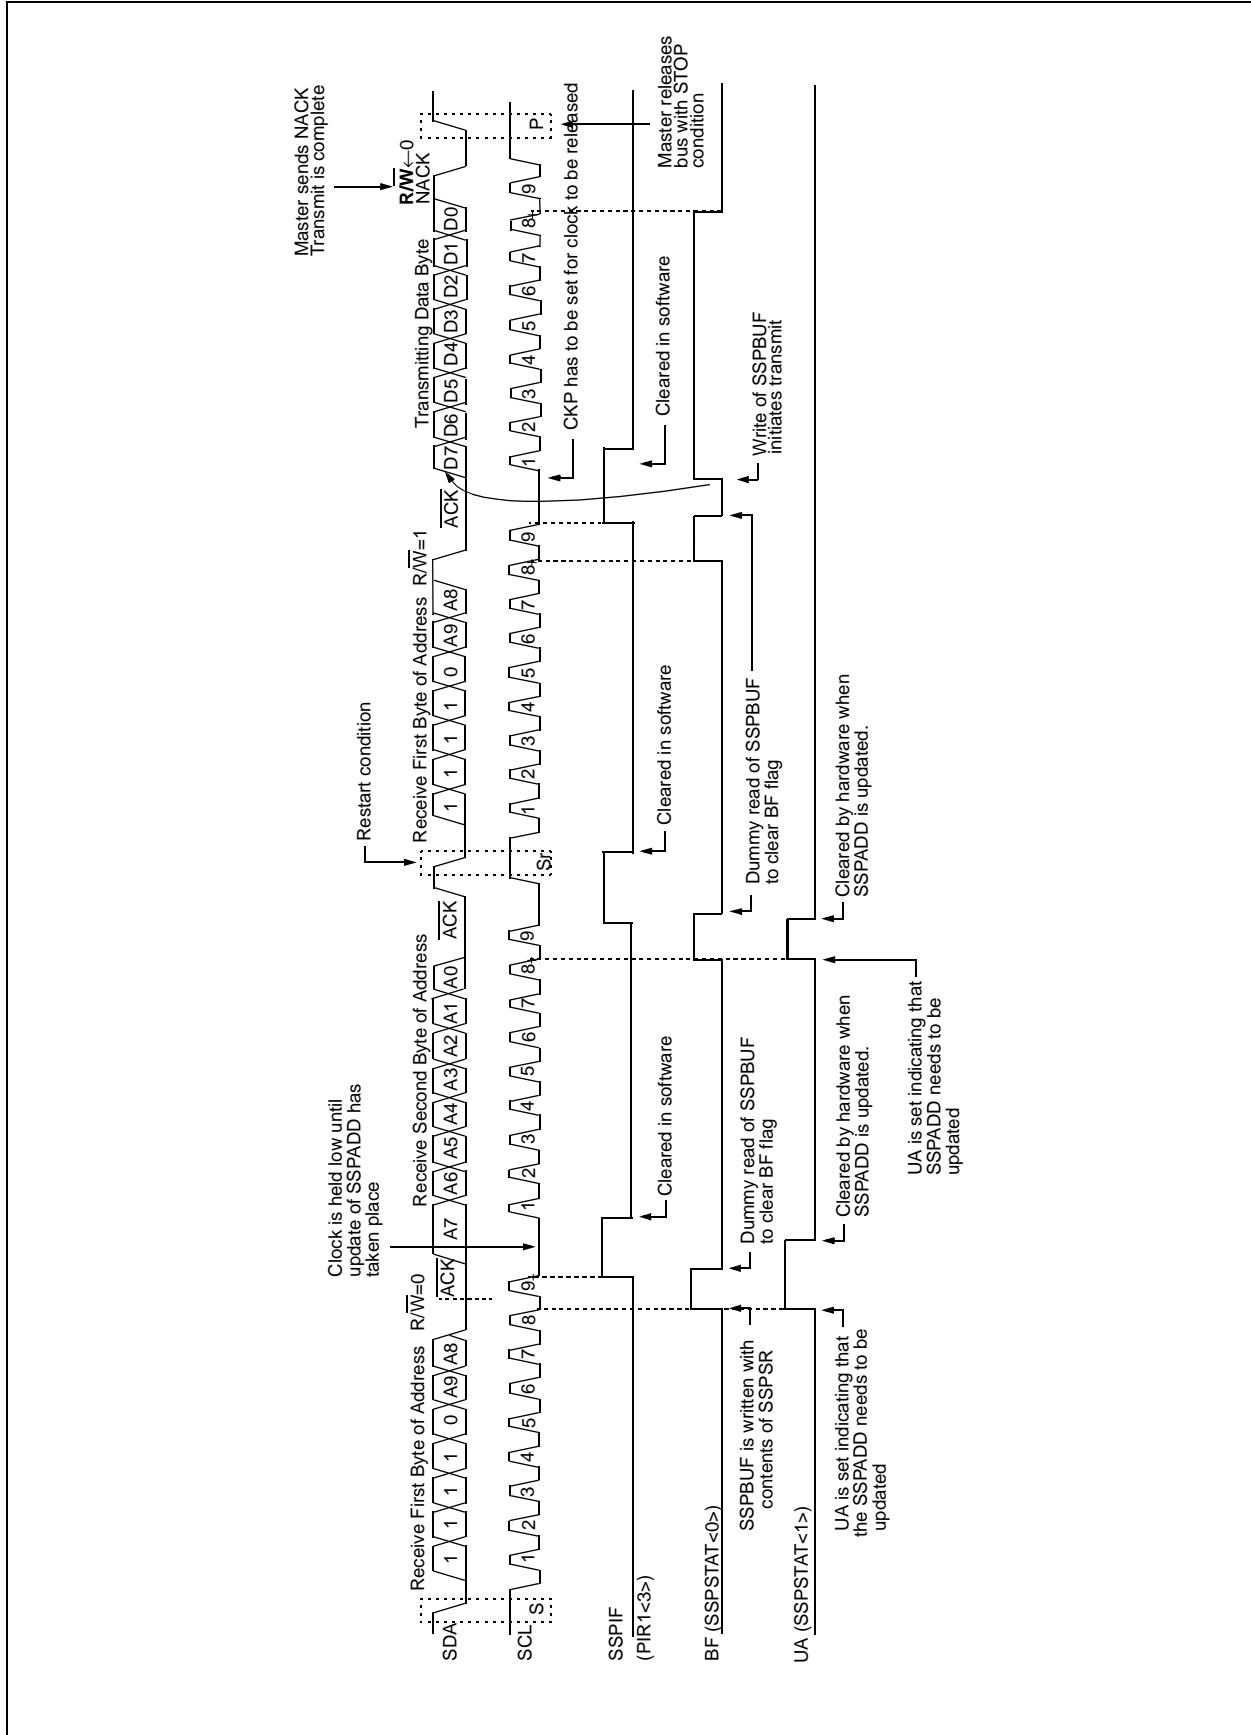 Master sends NACK
Transmit is complete
R/W←0
Receive First Byte of Address R/W=0
ACK
Receive Second Byte of Address
ACK
Receive First Byte of Address R/W=1
ACK
Transmitting Data Byte
NACK
Clock is held low until
update of SSPADD has
taken place
Restart condition
SDA
1 1 1 1 0 A9 A8
A7 A6 A5 A4 A3 A2 A1 A0
1 1 1 1 0 A9 A8
D7 D6 D5 D4 D3 D2 D1 D0
SCL
S 1 2 3 4 5 6 7 8 9
1 2 3 4 5 6 7 8 9
Sr 1 2 3 4 5 6 7 8 9
1 2 3 4 5 6 7 8 9 P
CKP has to be set for clock to be released
Master releases
bus with STOP
condition
SSPIF
(PIR1<3>)
Cleared in software
Cleared in software
Cleared in software
BF (SSPSTAT<0>)
SSPBUF is written with
contents of SSPSR
Dummy read of SSPBUF
to clear BF flag
Dummy read of SSPBUF
to clear BF flag
Write of SSPBUF
initiates transmit
UA (SSPSTAT<1>)
UA is set indicating that
the SSPADD needs to be
updated
Cleared by hardware when
SSPADD is updated.
UA is set indicating that
SSPADD needs to be
updated
Cleared by hardware when
SSPADD is updated.